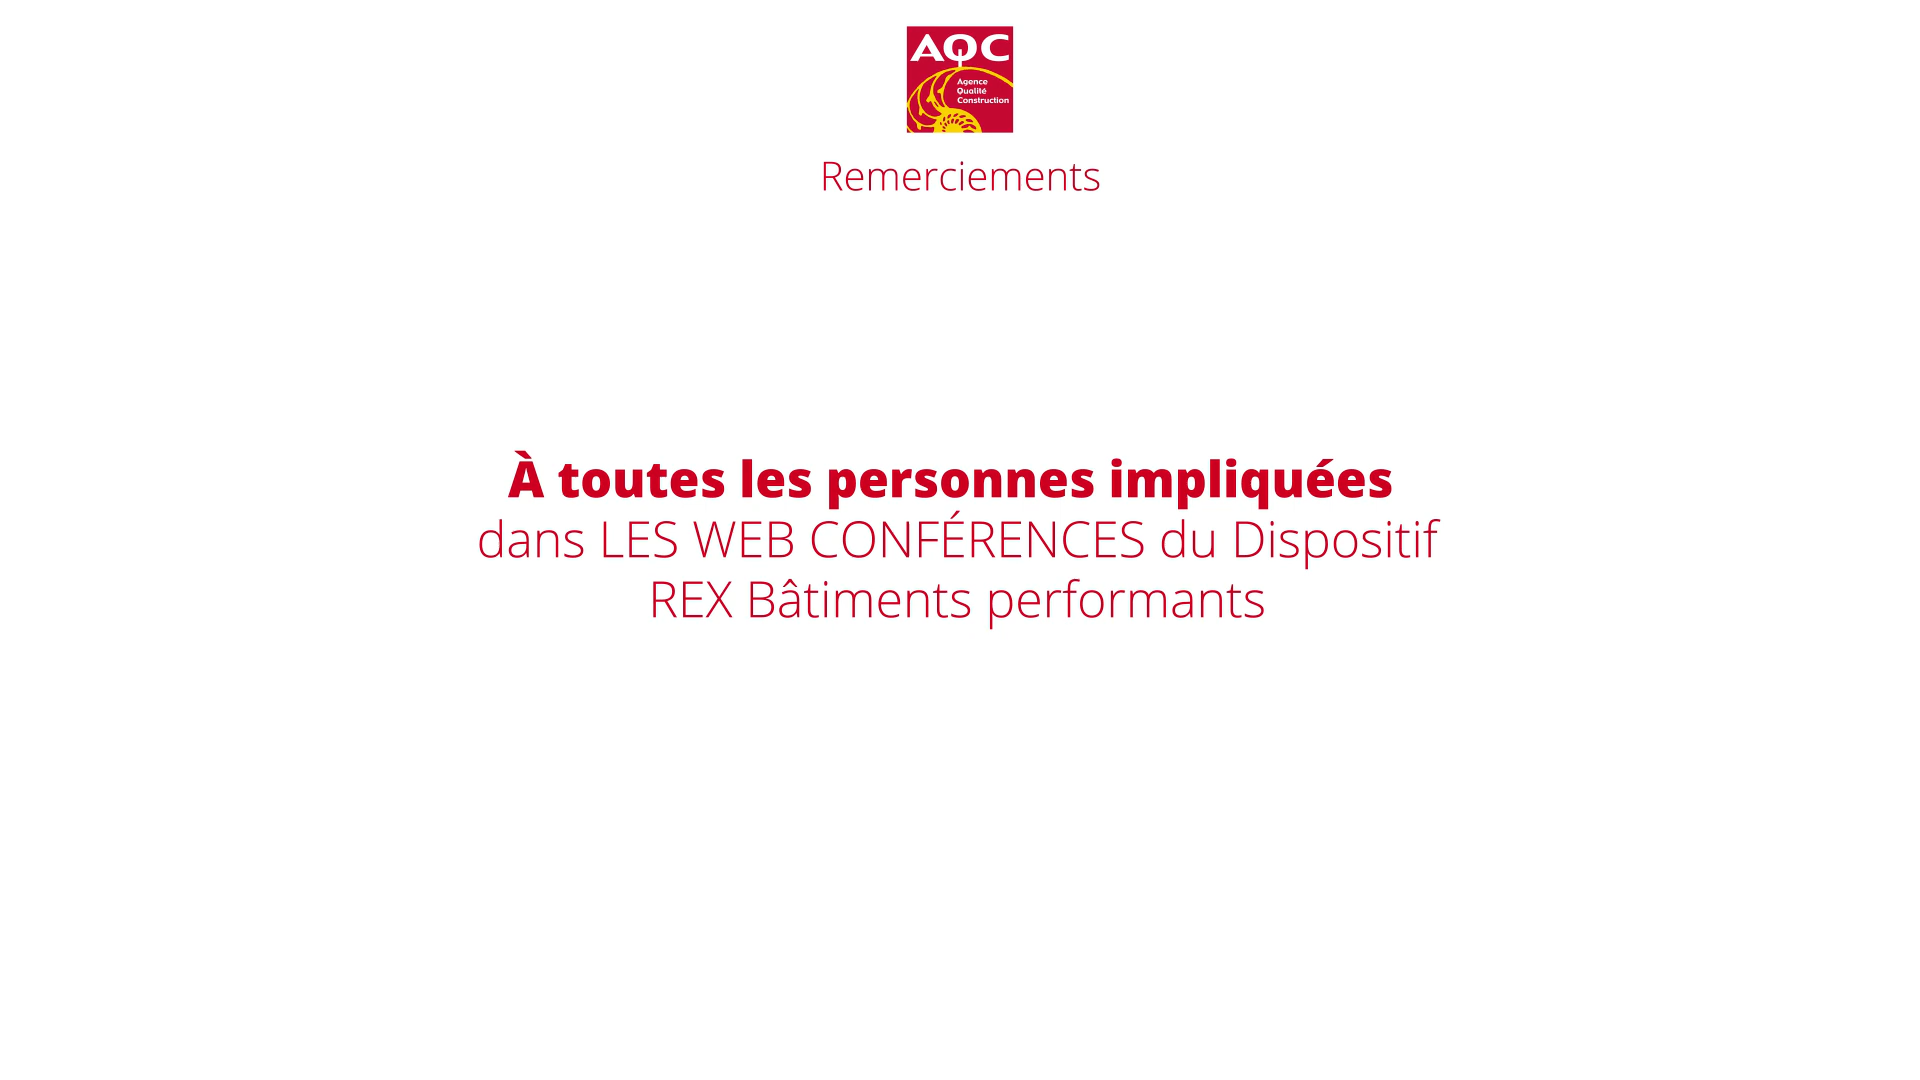 AQC
Agence
Qualité
Construction
Remerciements
À toutes les personnes impliquées
dans LES WEB CONFÉRENCES du Dispositif
REX Bâtiments performants